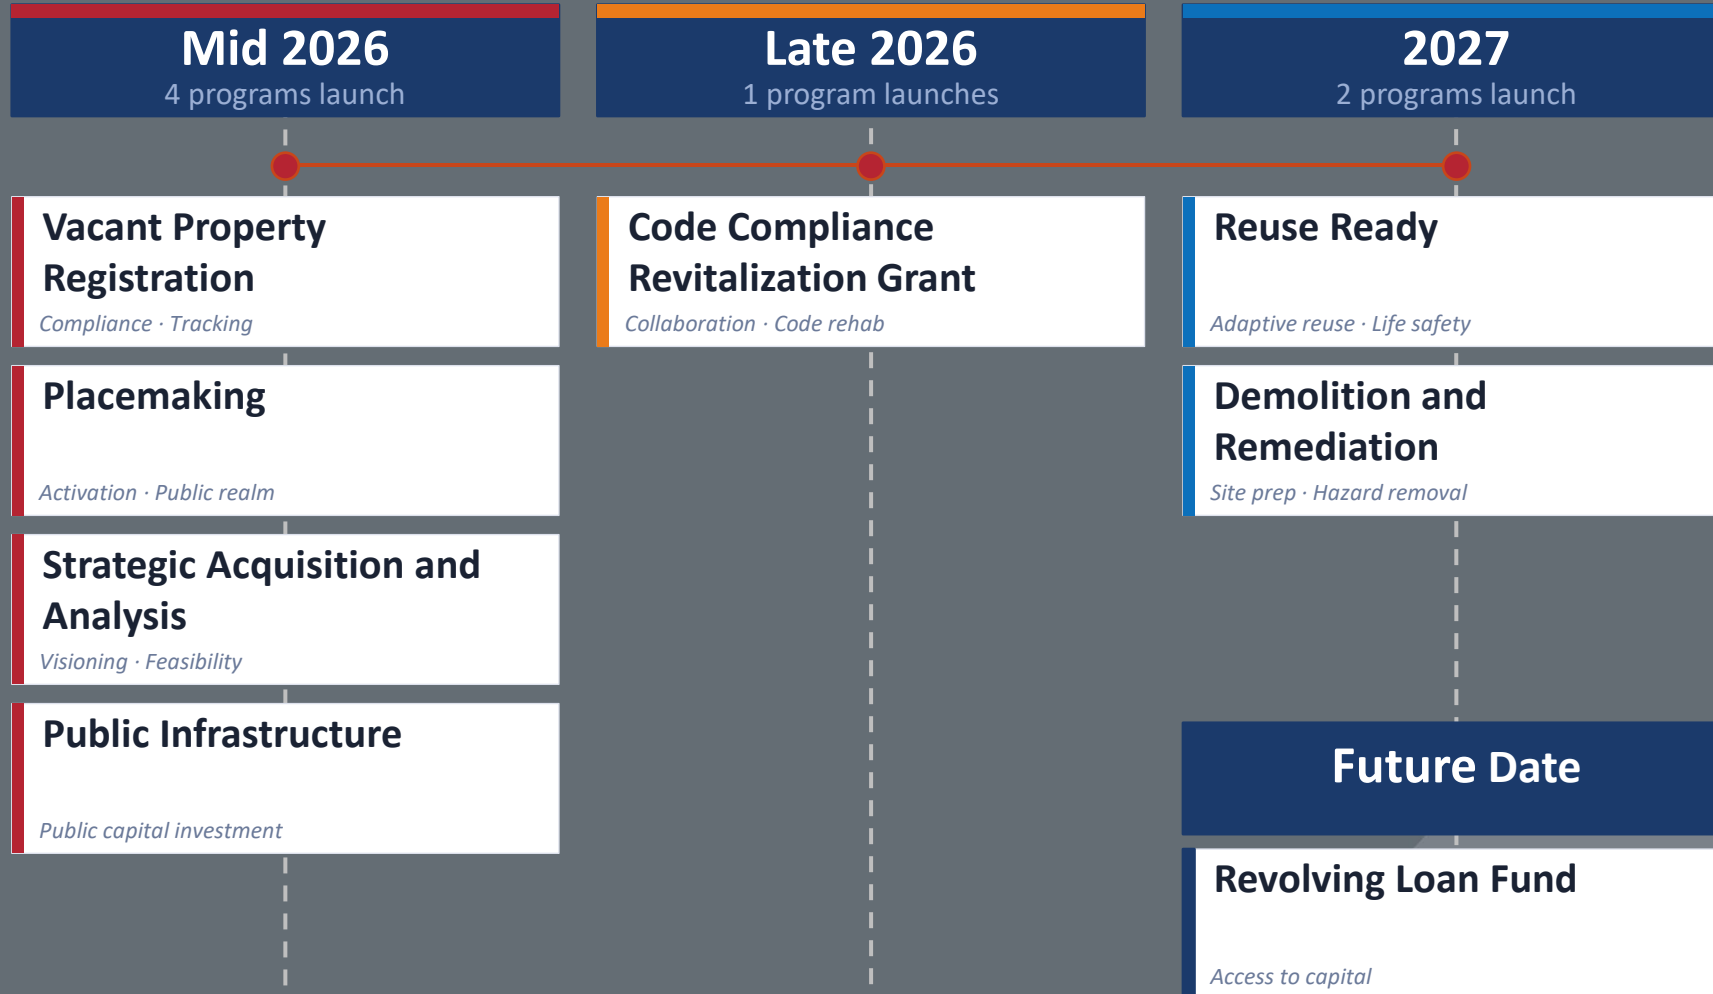 Mid 2026
4 programs launch
Vacant Property
Registration
Compliance · Tracking
Placemaking
Activation · Public realm
Strategic Acquisition and
Analysis
Visioning · Feasibility
Public Infrastructure
Public capital investment
Late 2026
1 program launches
Code Compliance
Revitalization Grant
Collaboration · Code rehab
2027
2 programs launch
Reuse Ready
Adaptive reuse · Life safety
Demolition and
Remediation
Site prep · Hazard removal
Future Date
Revolving Loan Fund
Access to capital